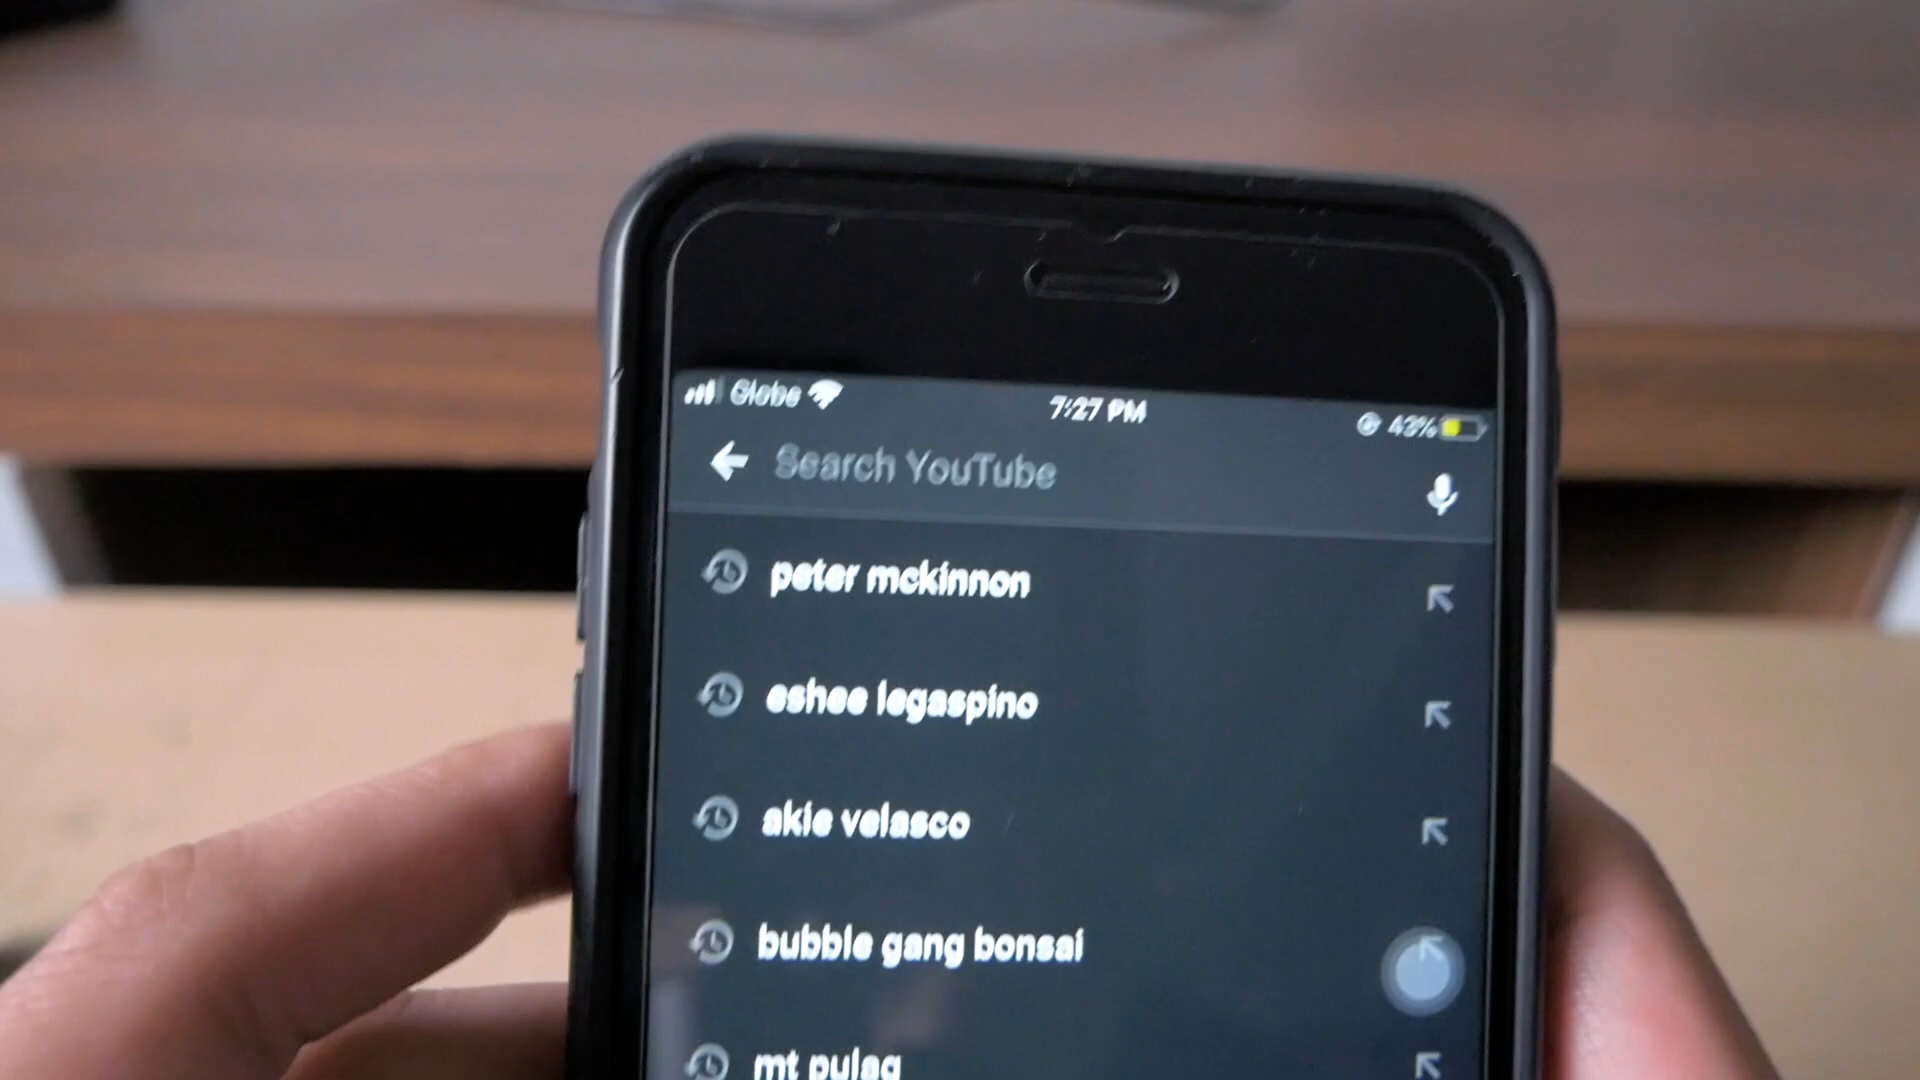 Globe 7:27 PM 43%
Search YouTube
peter mckinnon
eshee legaspino
akie velasco
bubble gang bonsai
mt pulag